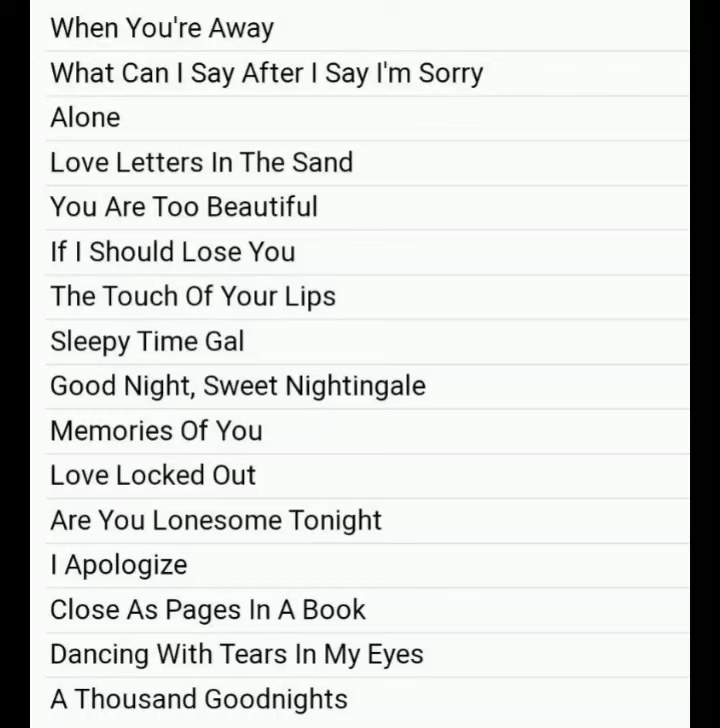 When You're Away
What Can I Say After I Say I'm Sorry
Alone
Love Letters In The Sand
You Are Too Beautiful
If I Should Lose You
The Touch Of Your Lips
Sleepy Time Gal
Good Night, Sweet Nightingale
Memories Of You
Love Locked Out
Are You Lonesome Tonight
I Apologize
Close As Pages In A Book
Dancing With Tears In My Eyes
A Thousand Goodnights